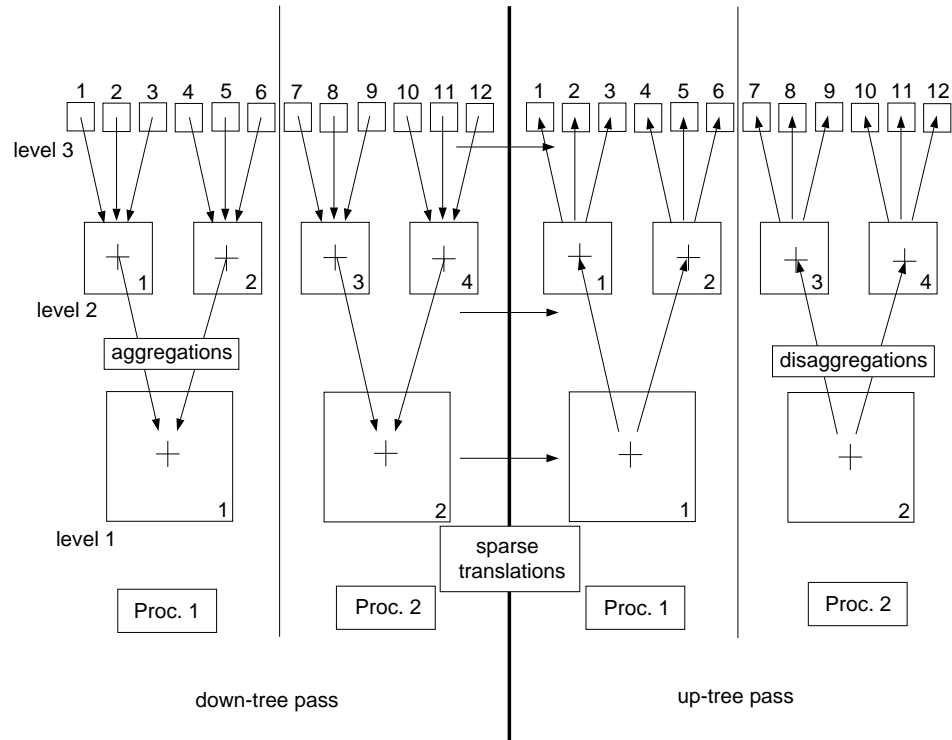 1 2 3 4 5 6 7 8 9 10 11 12 1 2 3 4 5 6 7 8 9 10 11 12
level 3
1 2 3 4 1 2 3 4
level 2
aggregations
disaggregations
1 2 1 2
level 1
sparse
translations
Proc. 1 Proc. 2 Proc. 1 Proc. 2
down-tree pass up-tree pass